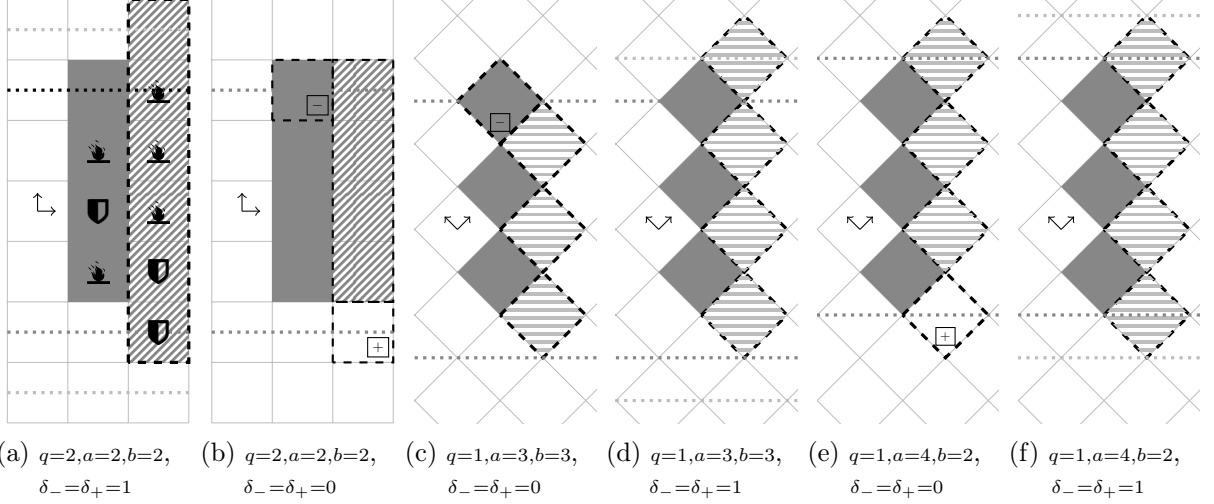 −
+
−
+
(a) q=2,a=2,b=2,
δ₋=δ₊=1
(b) q=2,a=2,b=2,
δ₋=δ₊=0
(c) q=1,a=3,b=3,
δ₋=δ₊=0
(d) q=1,a=3,b=3,
δ₋=δ₊=1
(e) q=1,a=4,b=2,
δ₋=δ₊=0
(f) q=1,a=4,b=2,
δ₋=δ₊=1